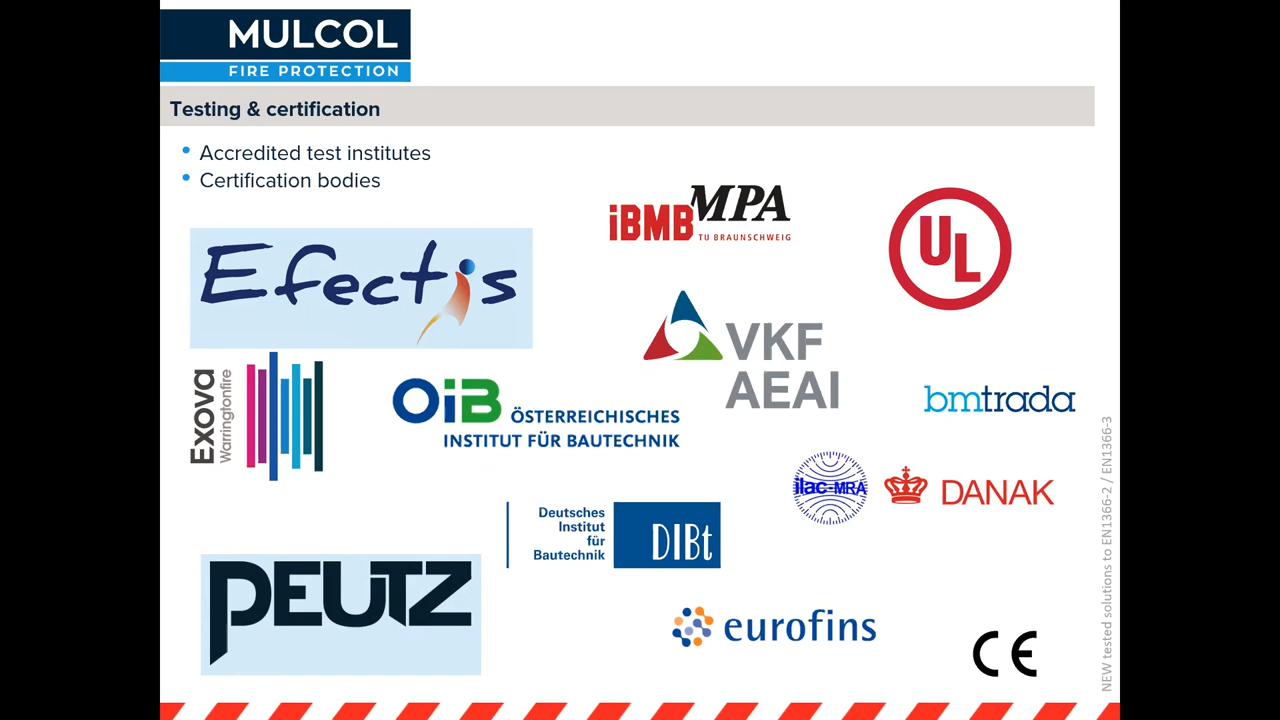 MULCOL
FIRE PROTECTION
Testing & certification
• Accredited test institutes
• Certification bodies
iBMB MPA
TU BRAUNSCHWEIG
UL
Efectis
VKF
AEAI
Exova
Warringtonfire
OiB ÖSTERREICHISCHES
INSTITUT FÜR BAUTECHNIK
bmtrada
ilac-MRA
DANAK
Deutsches
Institut
für
Bautechnik
DIBt
PEUTZ
eurofins
CE
NEW tested solutions to EN1366-2 / EN1366-3